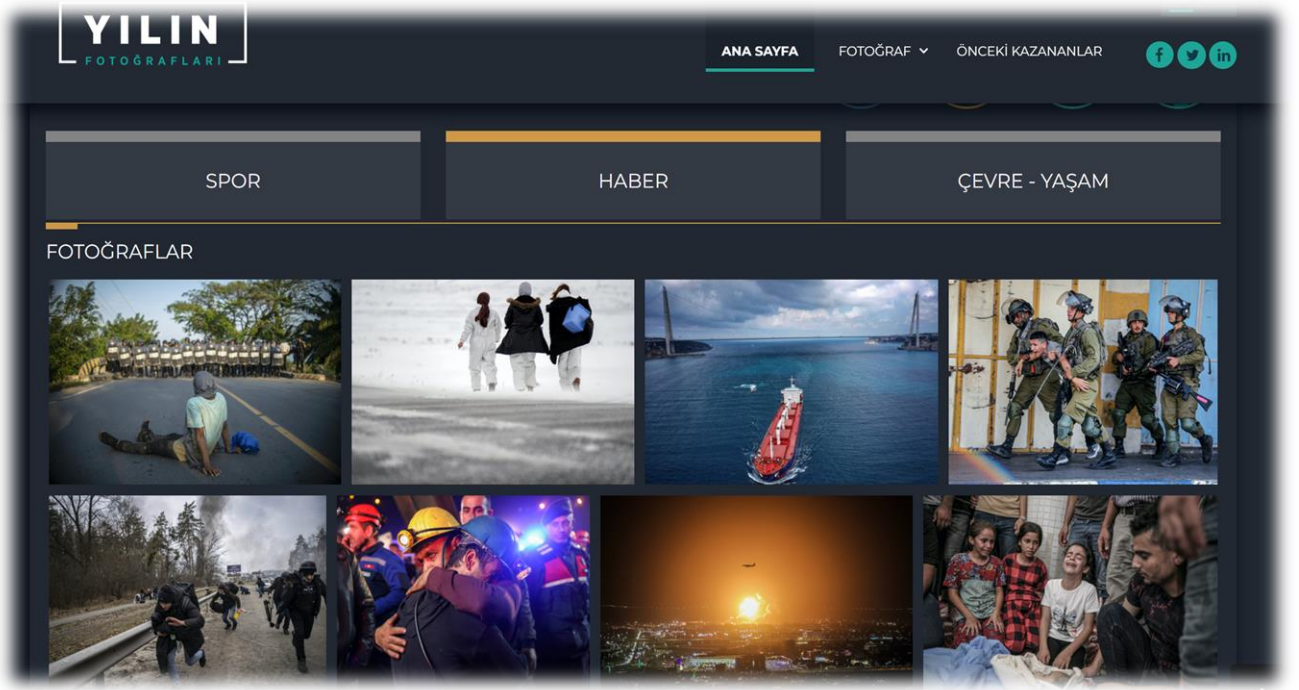 YILIN
FOTOĞRAFLARI
ANA SAYFA
FOTOĞRAF
ÖNCEKİ KAZANANLAR
SPOR
HABER
ÇEVRE - YAŞAM
FOTOĞRAFLAR